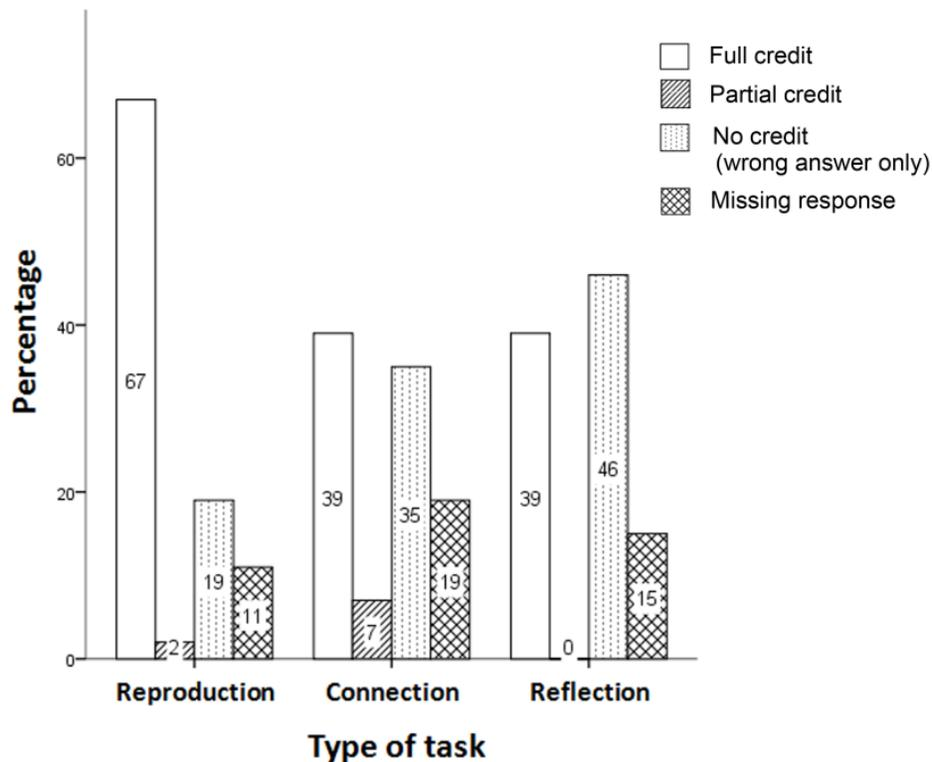 Full credit
Partial credit
No credit
(wrong answer only)
Missing response
Percentage
60
40
20
0
67
2
19
11
39
7
35
19
39
0
46
15
Reproduction
Connection
Reflection
Type of task